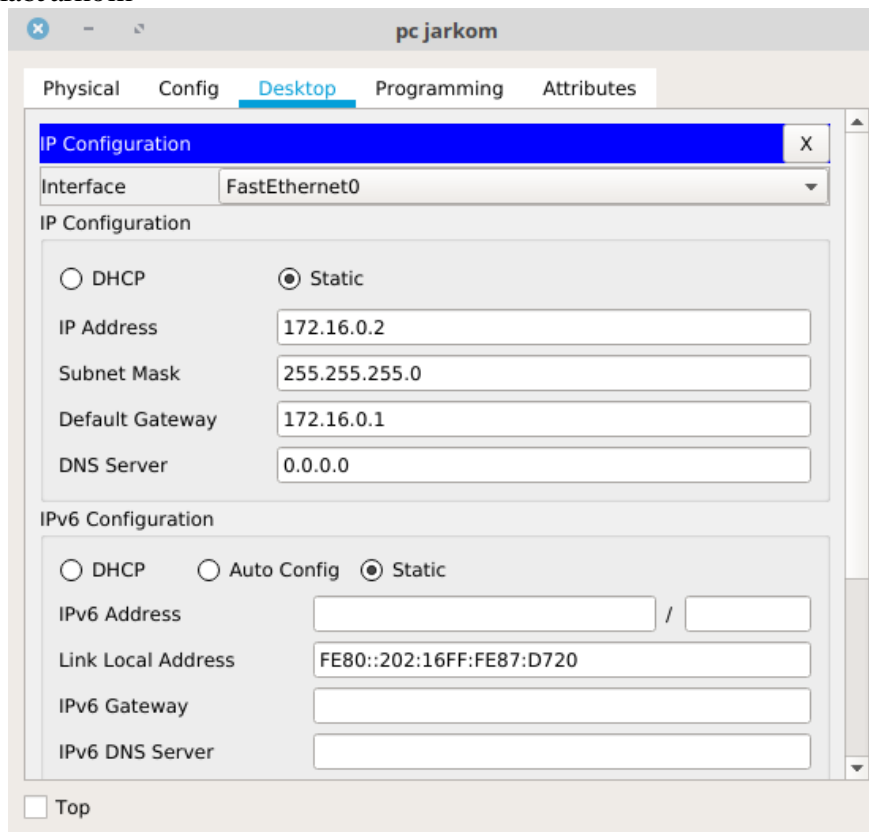 pc jarkom
Physical Config Desktop Programming Attributes
IP Configuration X
Interface FastEthernet0
IP Configuration
DHCP Static
IP Address 172.16.0.2
Subnet Mask 255.255.255.0
Default Gateway 172.16.0.1
DNS Server 0.0.0.0
IPv6 Configuration
DHCP Auto Config Static
IPv6 Address /
Link Local Address FE80::202:16FF:FE87:D720
IPv6 Gateway
IPv6 DNS Server
Top